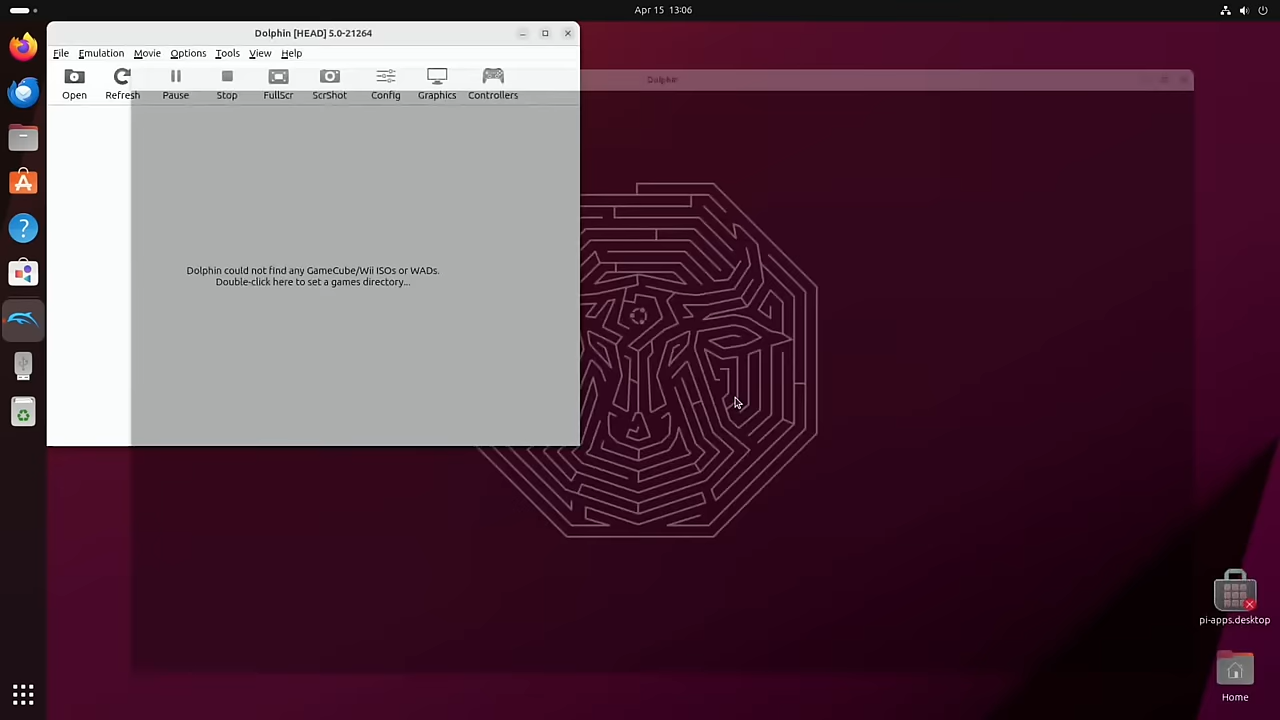 Apr 15 13:06
Dolphin [HEAD] 5.0-21264
File Emulation Movie Options Tools View Help
Open Refresh Pause Stop FullScr ScrShot Config Graphics Controllers
Dolphin
Dolphin could not find any GameCube/Wii ISOs or WADs.
Double-click here to set a games directory...
pi-apps.desktop
Home